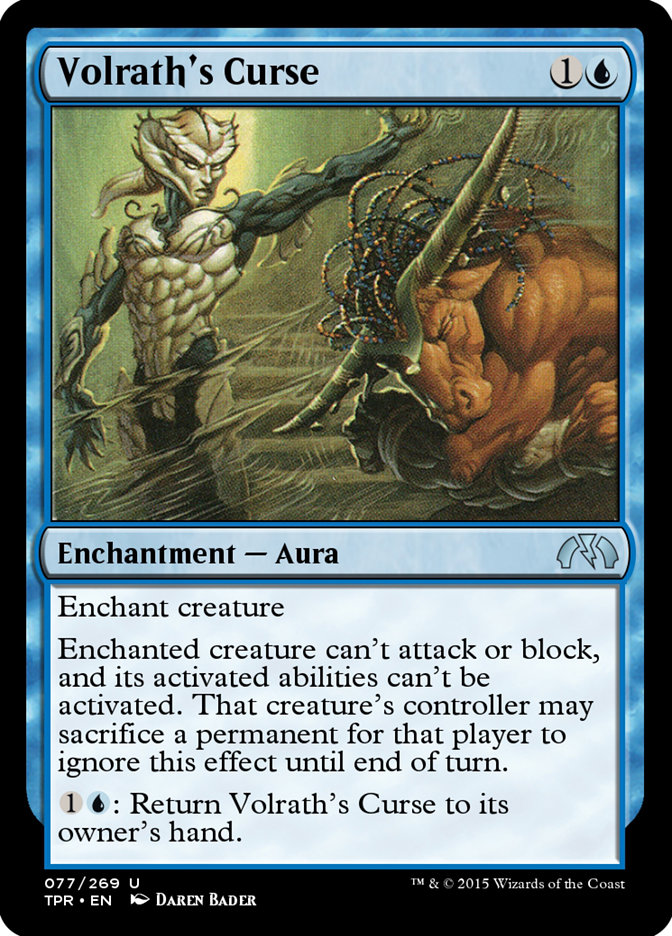 Volrath's Curse 1
Enchantment — Aura
Enchant creature
Enchanted creature can't attack or block,
and its activated abilities can't be
activated. That creature's controller may
sacrifice a permanent for that player to
ignore this effect until end of turn.
1 : Return Volrath's Curse to its
owner's hand.
077/269 U
TPR • EN DAREN BADER
™ & © 2015 Wizards of the Coast